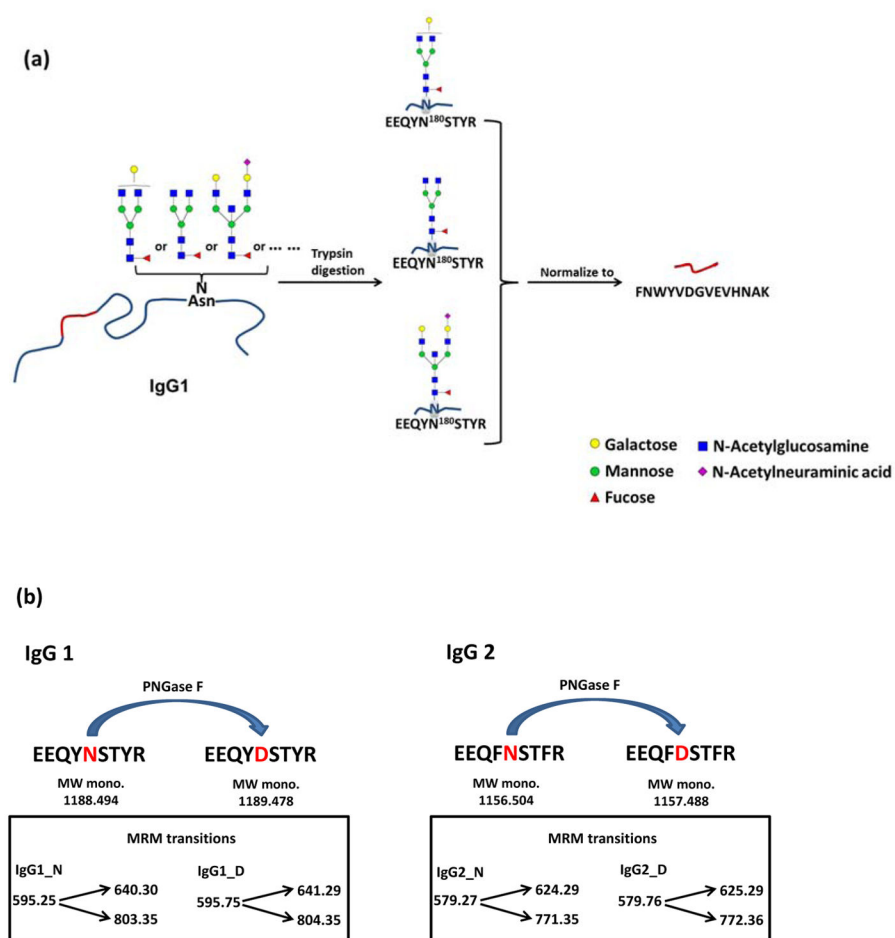 (a)
EEQYN180STYR
or
or
or... ...
Trypsin
digestion
EEQYN180STYR
Normalize to
FNWYVDGVEVHNAK
N
Asn
IgG1
N
EEQYN180STYR
N
N
Galactose
N-Acetylglucosamine
Mannose
N-Acetylneuraminic acid
Fucose
(b)
IgG 1
PNGase F
EEQYNSTYR
EEQYDSTYR
MW mono.
1188.494
MW mono.
1189.478
MRM transitions
IgG1_N
595.25
640.30
803.35
IgG1_D
595.75
641.29
804.35
IgG 2
PNGase F
EEQFNSTFR
EEQFDSTFR
MW mono.
1156.504
MW mono.
1157.488
MRM transitions
IgG2_N
579.27
624.29
771.35
IgG2_D
579.76
625.29
772.36